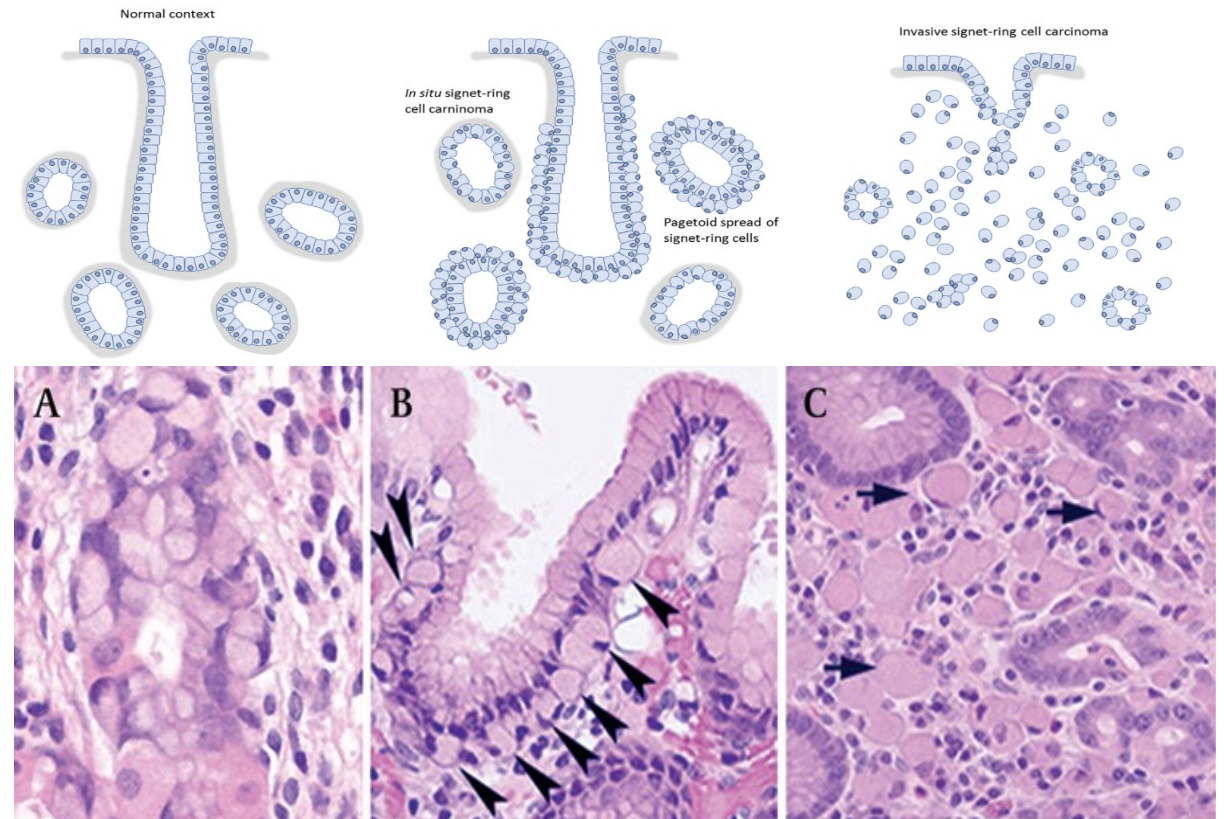 Normal context
In situ signet-ring
cell carninoma
Pagetoid spread of
signet-ring cells
Invasive signet-ring cell carcinoma
A
B
C